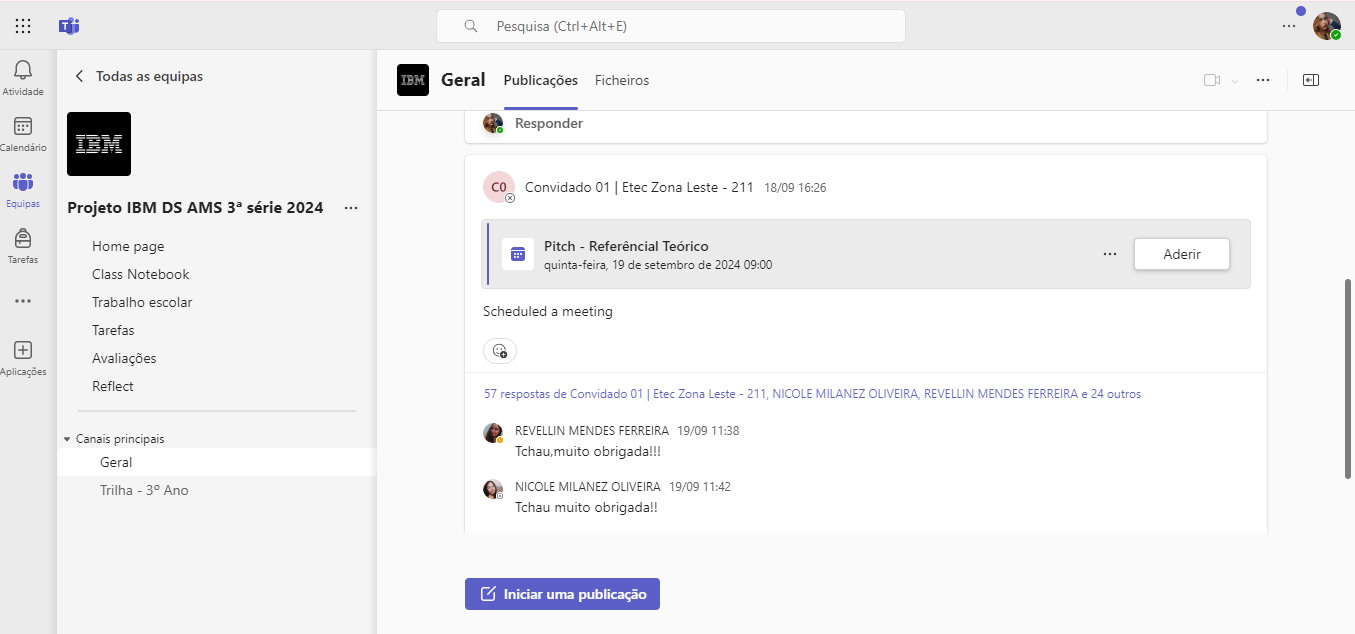 Pesquisa (Ctrl+Alt+E)
Atividade
Calendário
Equipas
Tarefas
Aplicações
Todas as equipas
IBM
Projeto IBM DS AMS 3ª série 2024
Home page
Class Notebook
Trabalho escolar
Tarefas
Avaliações
Reflect
Canais principais
Geral
Trilha - 3º Ano
IBM
Geral Publicações Ficheiros
Responder
C0 Convidado 01 | Etec Zona Leste - 211 18/09 16:26
Pitch - Referêncial Teórico
quinta-feira, 19 de setembro de 2024 09:00
Aderir
Scheduled a meeting
57 respostas de Convidado 01 | Etec Zona Leste - 211, NICOLE MILANEZ OLIVEIRA, REVELLIN MENDES FERREIRA e 24 outros
REVELLIN MENDES FERREIRA 19/09 11:38
Tchau,muito obrigada!!!
NICOLE MILANEZ OLIVEIRA 19/09 11:42
Tchau muito obrigada!!
Iniciar uma publicação